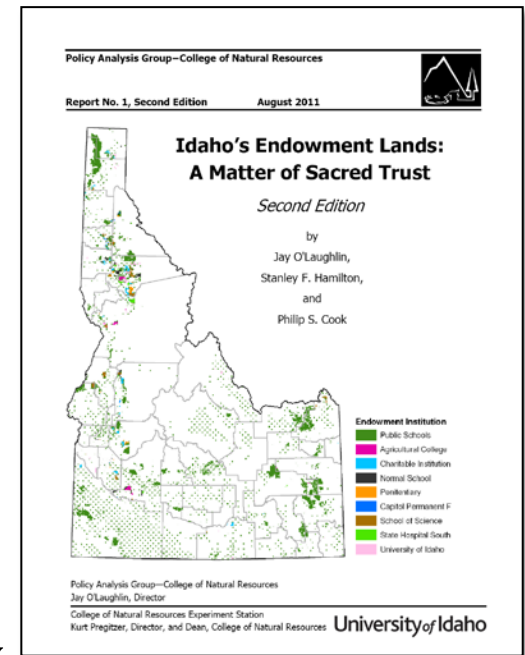 Policy Analysis Group–College of Natural Resources
Report No. 1, Second Edition August 2011
Idaho's Endowment Lands:
A Matter of Sacred Trust
Second Edition
by
Jay O'Laughlin,
Stanley F. Hamilton,
and
Philip S. Cook
Endowment Institution
Public Schools
Agricultural College
Charitable Institution
Normal School
Penitentiary
Capitol Permanent F
School of Science
State Hospital South
University of Idaho
Policy Analysis Group—College of Natural Resources
Jay O'Laughlin, Director
College of Natural Resources Experiment Station
Kurt Pregitzer, Director, and Dean, College of Natural Resources
University of Idaho